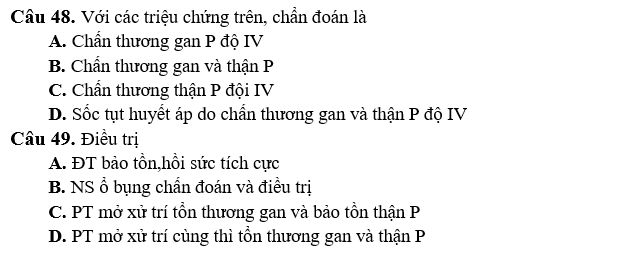 Câu 48. Với các triệu chứng trên, chẩn đoán là
A. Chấn thương gan P độ IV
B. Chấn thương gan và thận P
C. Chấn thương thận P đội IV
D. Sốc tụt huyết áp do chấn thương gan và thận P độ IV
Câu 49. Điều trị
A. ĐT bảo tồn,hồi sức tích cực
B. NS ổ bụng chẩn đoán và điều trị
C. PT mở xử trí tổn thương gan và bảo tồn thận P
D. PT mở xử trí cùng thì tổn thương gan và thận P